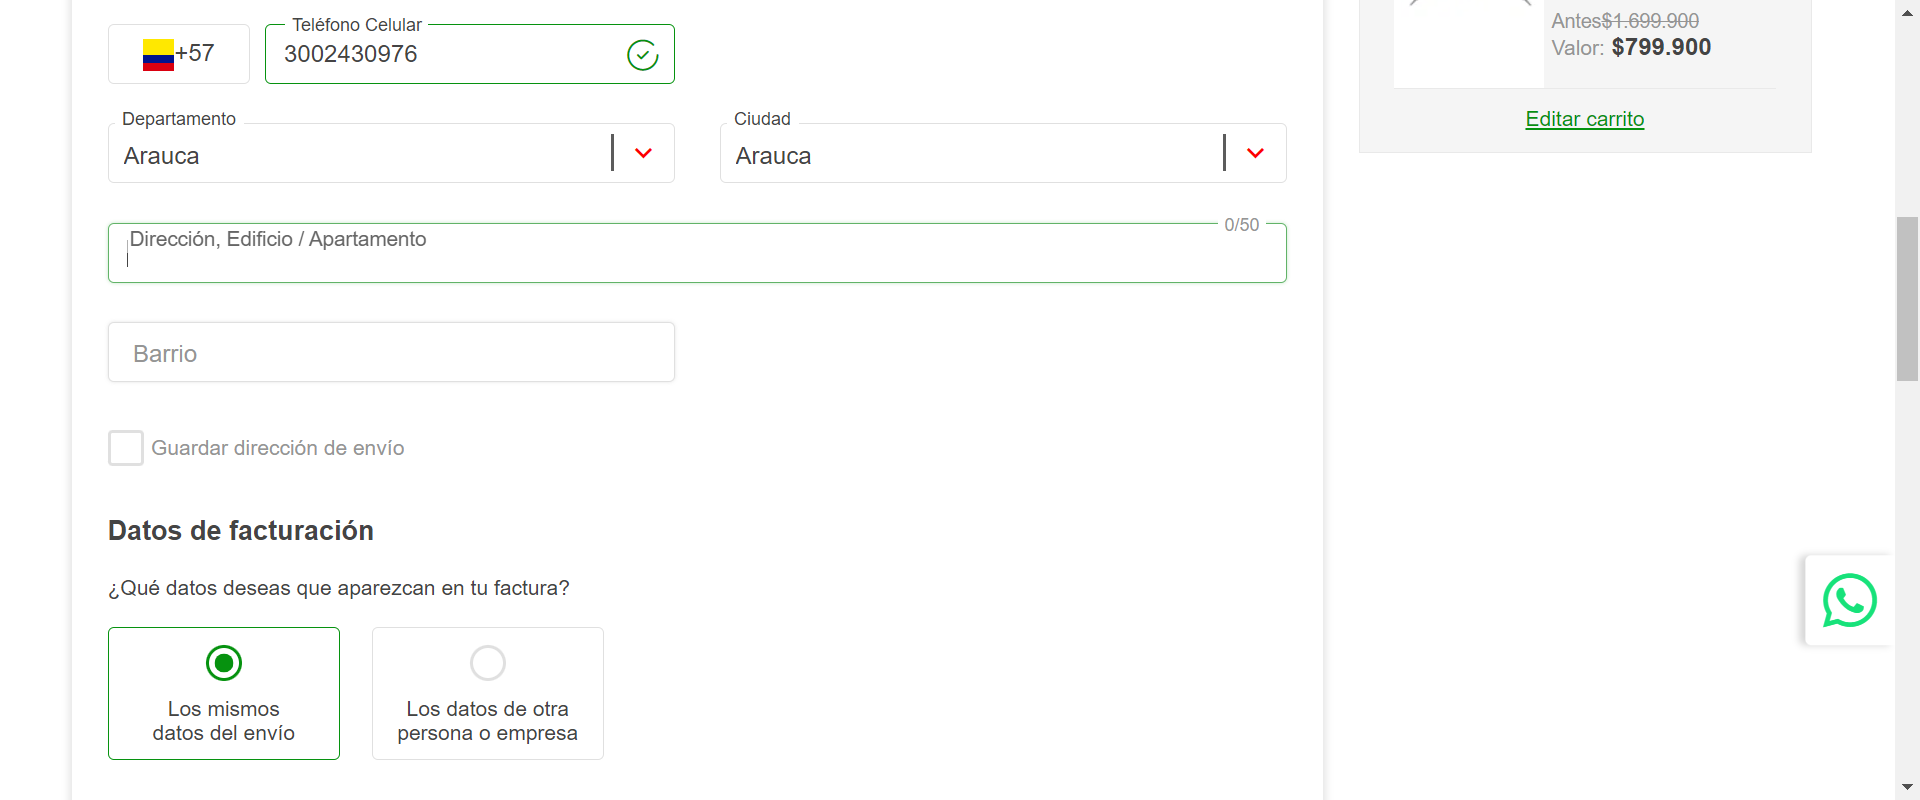 +57
Teléfono Celular
3002430976
Departamento
Arauca
Ciudad
Arauca
0/50
Dirección, Edificio / Apartamento
Barrio
Guardar dirección de envío
Datos de facturación
¿Qué datos deseas que aparezcan en tu factura?
Los mismos
datos del envío
Los datos de otra
persona o empresa
Antes$1.699.900
Valor: $799.900
Editar carrito